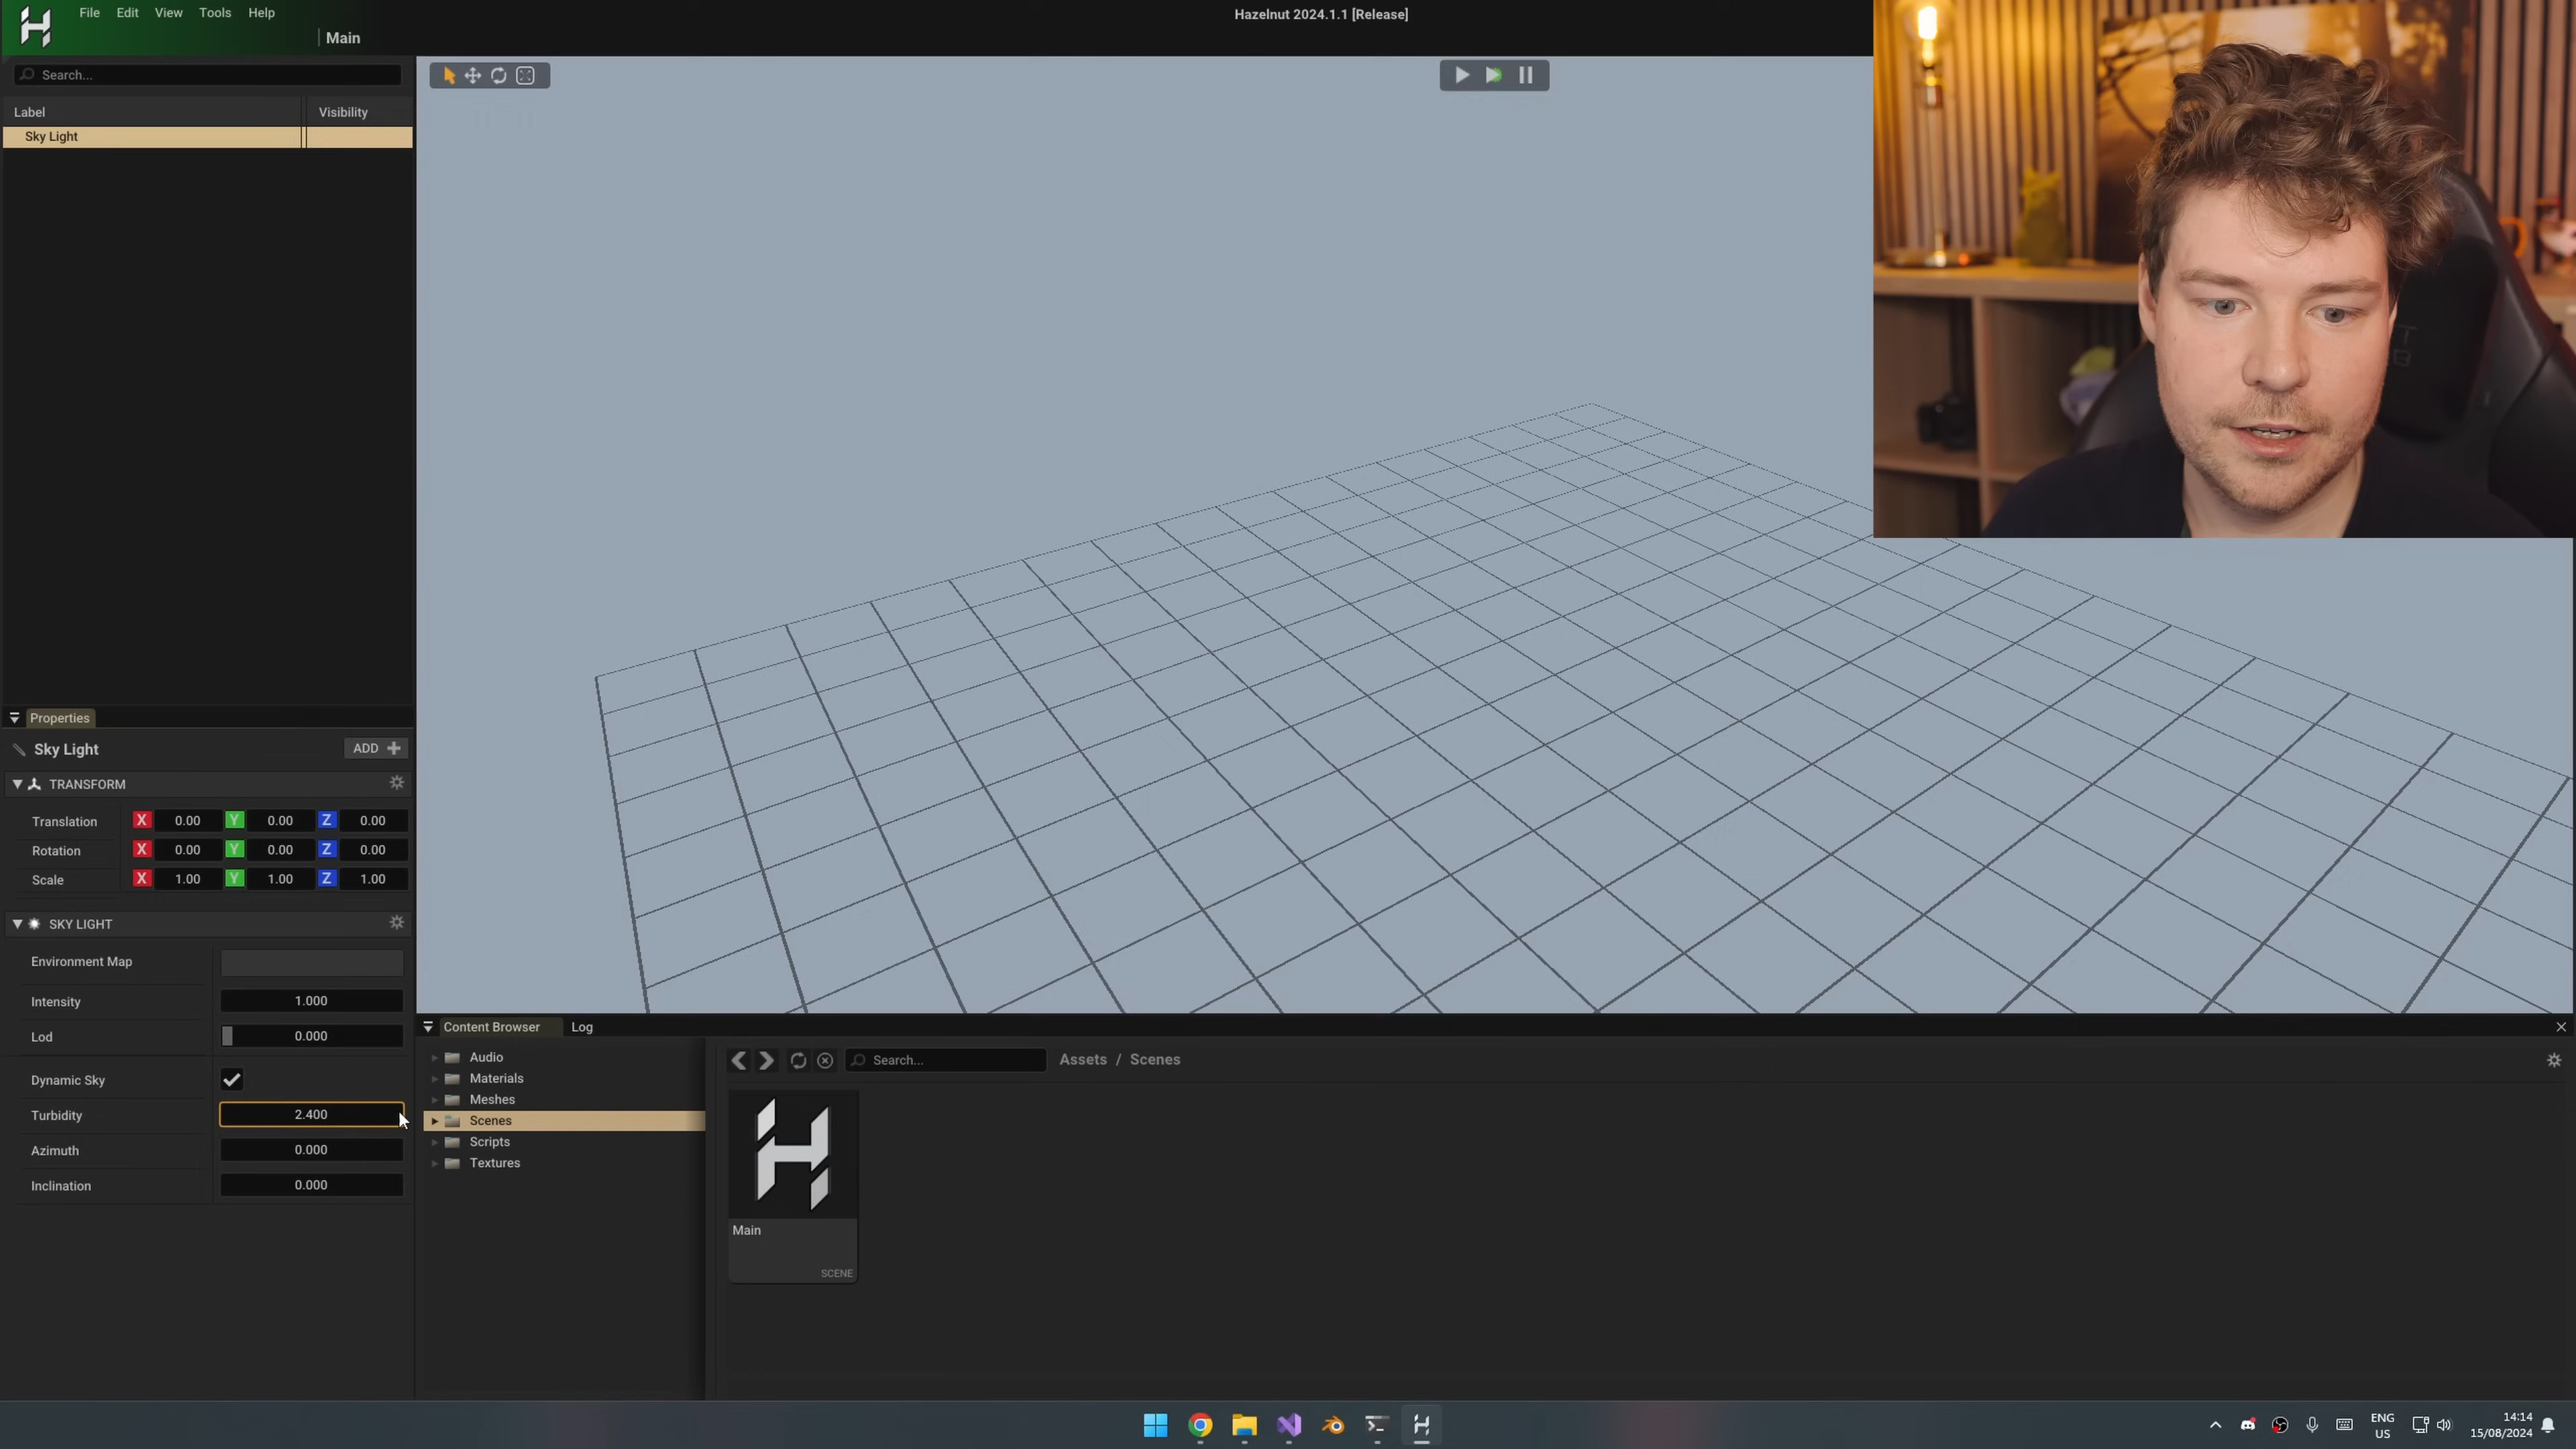 File Edit View Tools Help
Hazelnut 2024.1.1 [Release]
Main
Search...
Label Visibility
Sky Light
Properties
Sky Light ADD
TRANSFORM
Translation X 0.00 Y 0.00 Z 0.00
Rotation X 0.00 Y 0.00 Z 0.00
Scale X 1.00 Y 1.00 Z 1.00
SKY LIGHT
Environment Map
Intensity 1.000
Lod 0.000
Dynamic Sky
Turbidity 2.400
Azimuth 0.000
Inclination 0.000
Content Browser Log
Audio
Materials
Meshes
Scenes
Scripts
Textures
Search... Assets / Scenes
Main
SCENE
ENG
US
14:14
15/08/2024